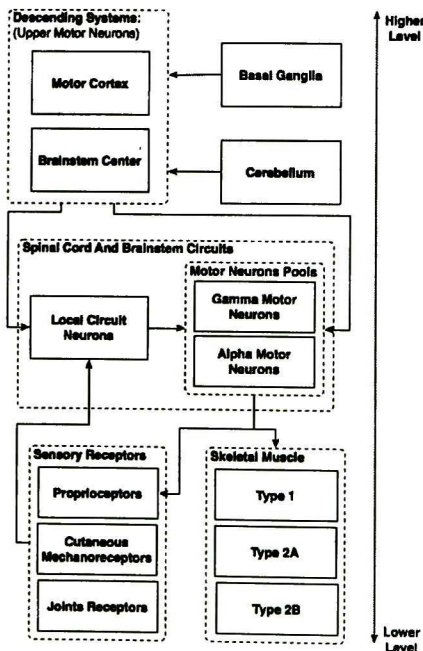 Descending Systems:
(Upper Motor Neurons)
Higher
Level
Motor Cortax
Basal Ganglia
Brainstem Center
Cerebellum
Spinal Cord And Brainstem Circuits
Motor Neurons Pools
Gamma Motor
Neurons
Local Circuit
Neurons
Alpha Motor
Neurons
Sensory Receptors
Skeletal Muscle
Proprioceptors
Type 1
Cutaneous
Mechanoreceptors
Type 2A
Joints Receptors
Type 2B
Lower
Level